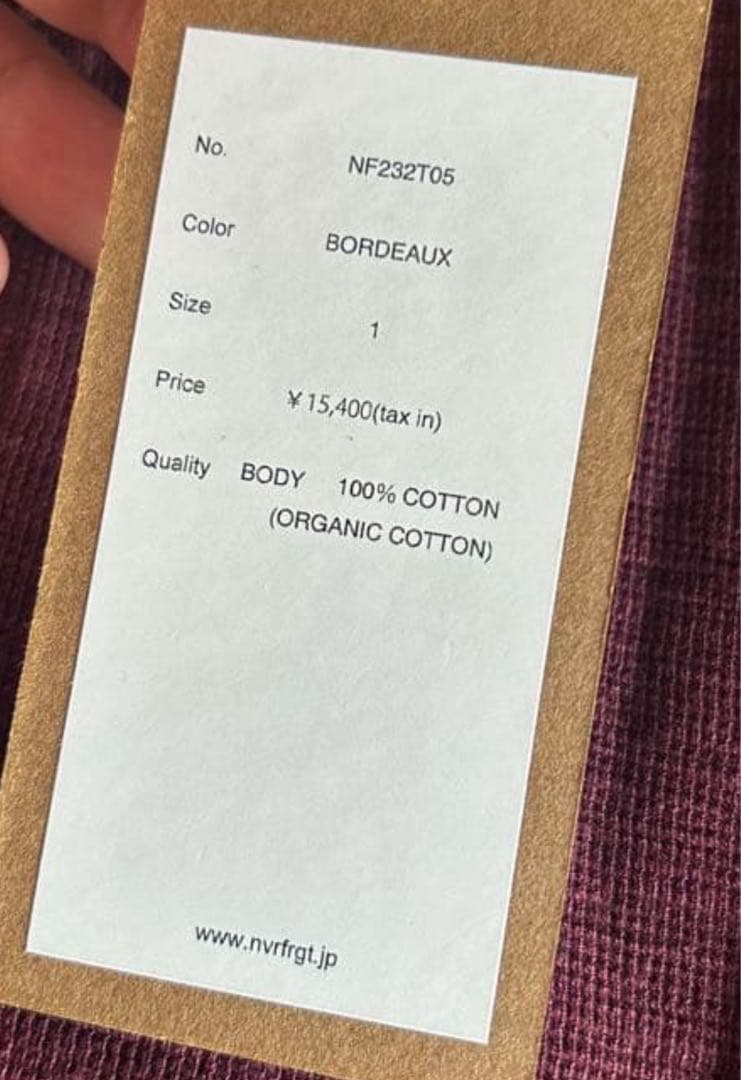 No. NF232T05
Color BORDEAUX
Size 1
Price ¥15,400(tax in)
Quality BODY 100% COTTON
(ORGANIC COTTON)
www.nvrfrgt.jp